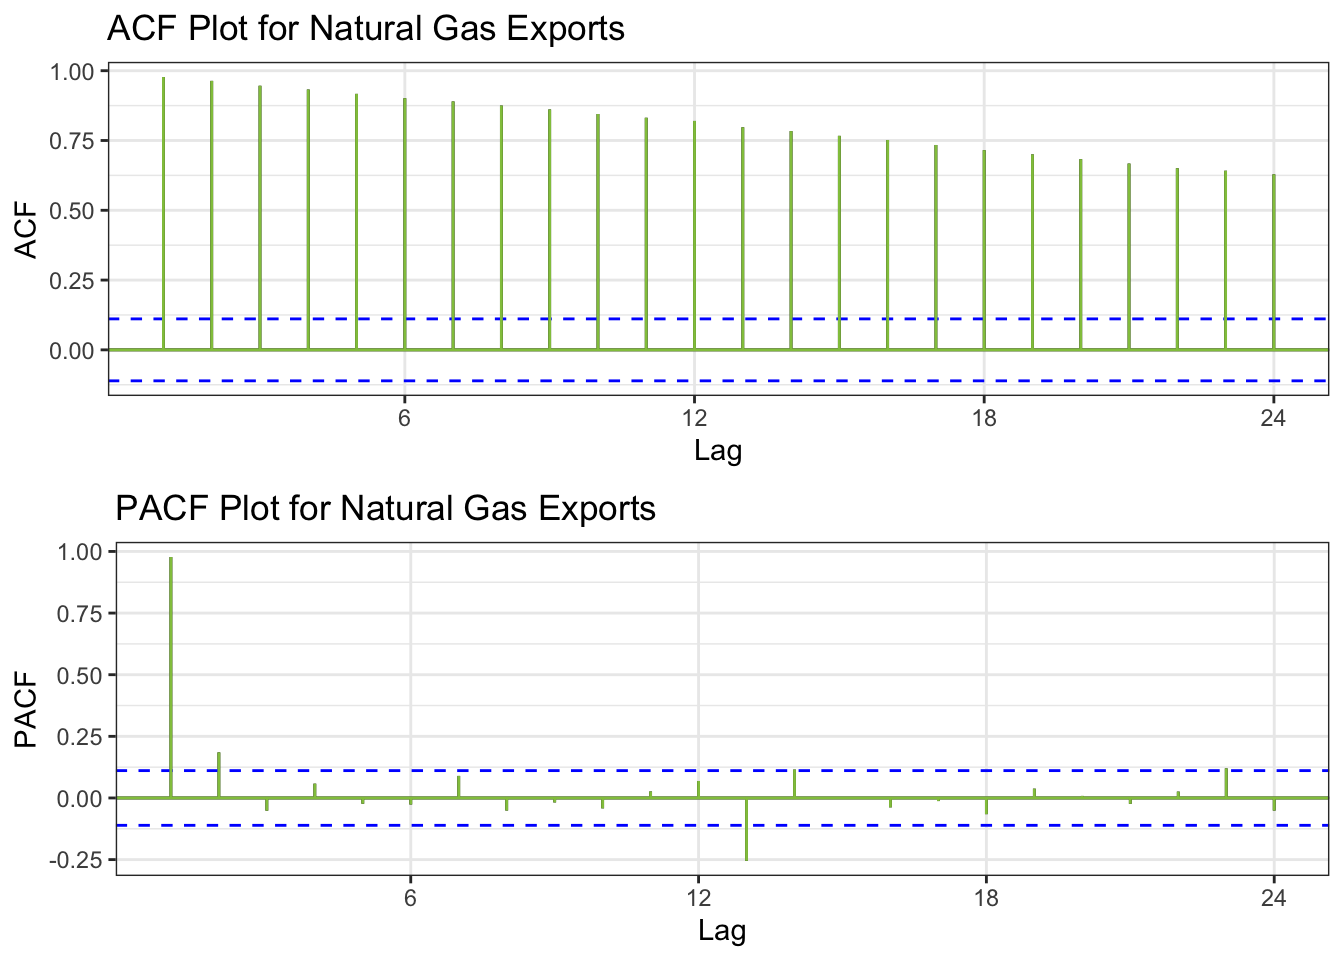 ACF Plot for Natural Gas Exports
1.00
0.75
0.50
0.25
0.00
ACF
6 12 18 24
Lag
PACF Plot for Natural Gas Exports
1.00
0.75
0.50
0.25
0.00
-0.25
PACF
6 12 18 24
Lag